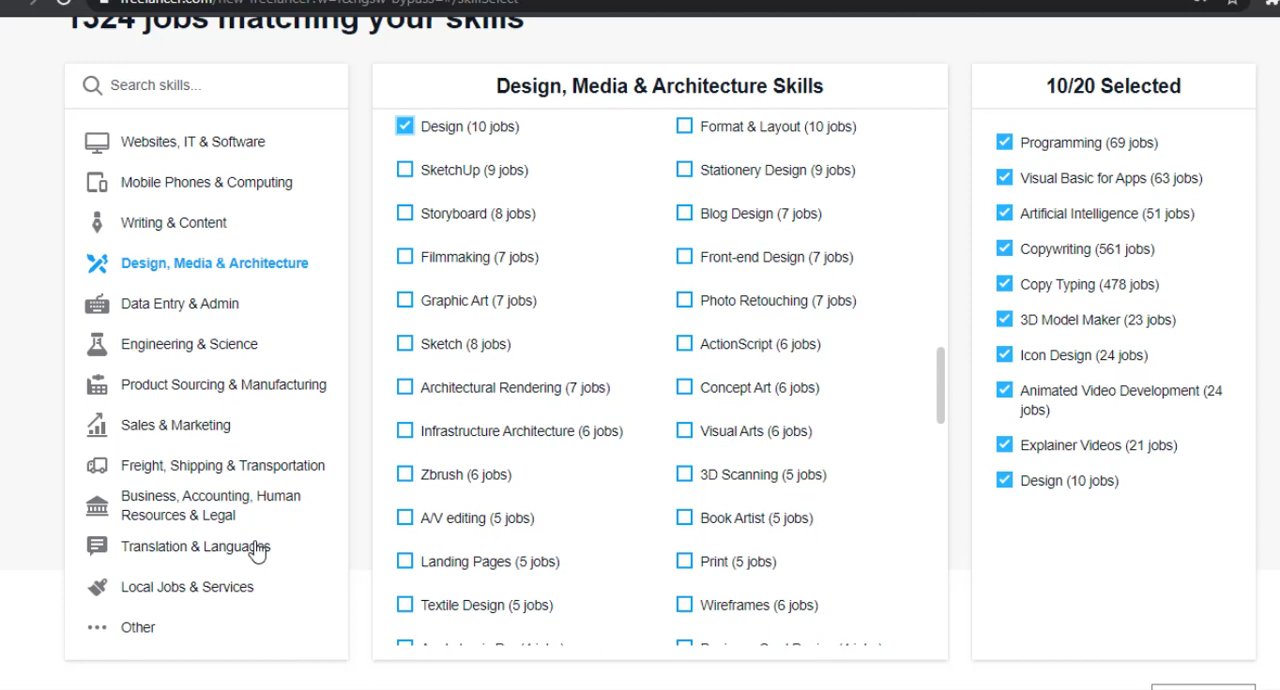 freelancer.com/new-freelancer?w=f&ngsw-bypass=#/skillselect
1324 jobs matching your skills
Search skills...
Websites, IT & Software
Mobile Phones & Computing
Writing & Content
Design, Media & Architecture
Data Entry & Admin
Engineering & Science
Product Sourcing & Manufacturing
Sales & Marketing
Freight, Shipping & Transportation
Business, Accounting, Human
Resources & Legal
Translation & Languages
Local Jobs & Services
Other
Design, Media & Architecture Skills
Design (10 jobs)
Format & Layout (10 jobs)
SketchUp (9 jobs)
Stationery Design (9 jobs)
Storyboard (8 jobs)
Blog Design (7 jobs)
Filmmaking (7 jobs)
Front-end Design (7 jobs)
Graphic Art (7 jobs)
Photo Retouching (7 jobs)
Sketch (8 jobs)
ActionScript (6 jobs)
Architectural Rendering (7 jobs)
Concept Art (6 jobs)
Infrastructure Architecture (6 jobs)
Visual Arts (6 jobs)
Zbrush (6 jobs)
3D Scanning (5 jobs)
A/V editing (5 jobs)
Book Artist (5 jobs)
Landing Pages (5 jobs)
Print (5 jobs)
Textile Design (5 jobs)
Wireframes (6 jobs)
10/20 Selected
Programming (69 jobs)
Visual Basic for Apps (63 jobs)
Artificial Intelligence (51 jobs)
Copywriting (561 jobs)
Copy Typing (478 jobs)
3D Model Maker (23 jobs)
Icon Design (24 jobs)
Animated Video Development (24
jobs)
Explainer Videos (21 jobs)
Design (10 jobs)